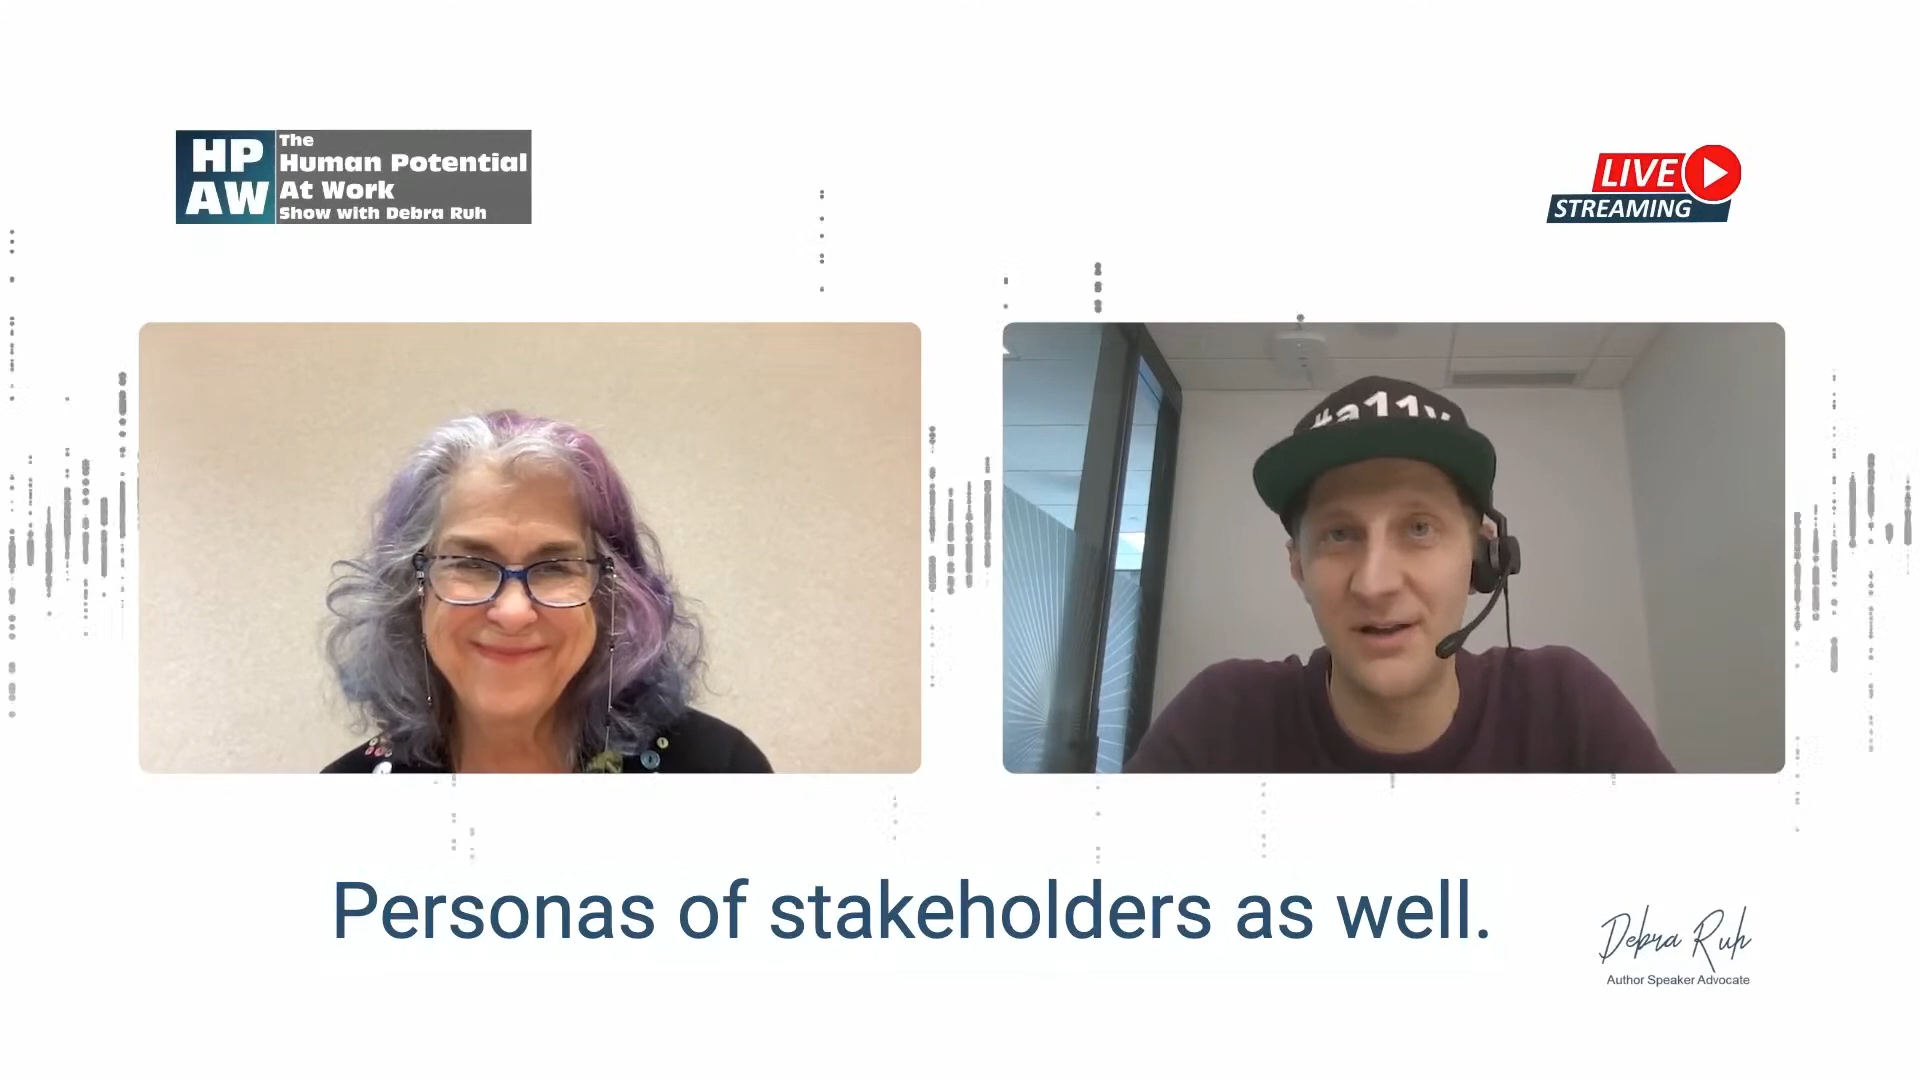 HP
AW
The
Human Potential
At Work
Show with Debra Ruh
LIVE
STREAMING
#a11y
Personas of stakeholders as well.
Debra Ruh
Author Speaker Advocate